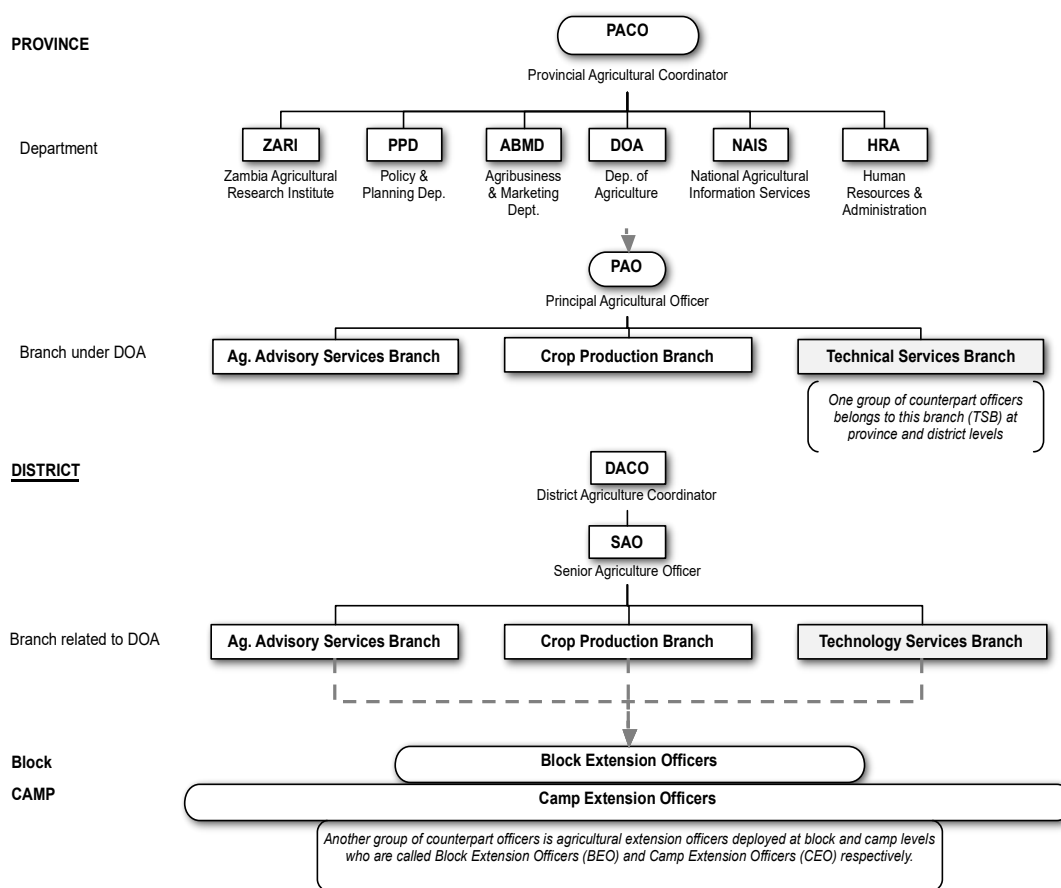 PROVINCE
PACO
Provincial Agricultural Coordinator
Department
ZARI
PPD
ABMD
DOA
NAIS
HRA
Zambia Agricultural
Research Institute
Policy &
Planning Dep.
Agribusiness
& Marketing
Dept.
Dep. of
Agriculture
National Agricultural
Information Services
Human
Resources &
Administration
PAO
Principal Agricultural Officer
Branch under DOA
Ag. Advisory Services Branch
Crop Production Branch
Technical Services Branch
One group of counterpart officers
belongs to this branch (TSB) at
province and district levels
DISTRICT
DACO
District Agriculture Coordinator
SAO
Senior Agriculture Officer
Branch related to DOA
Ag. Advisory Services Branch
Crop Production Branch
Technology Services Branch
Block
Block Extension Officers
CAMP
Camp Extension Officers
Another group of counterpart officers is agricultural extension officers deployed at block and camp levels
who are called Block Extension Officers (BEO) and Camp Extension Officers (CEO) respectively.